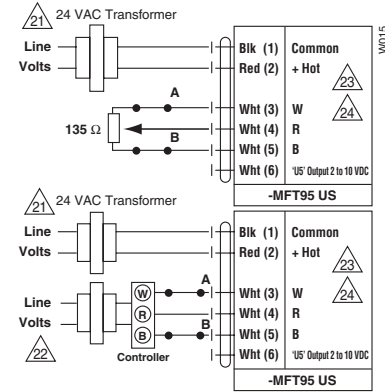 21 24 VAC Transformer
Line
Volts
Blk (1) Common
Red (2) + Hot
23
24
A
Wht (3) W
135 Ω
Wht (4) R
B
Wht (5) B
Wht (6) 'U5' Output 2 to 10 VDC
-MFT95 US
W015
21 24 VAC Transformer
Line
Volts
Blk (1) Common
Red (2) + Hot
23
24
A
W
Wht (3) W
Line
Volts
R
Wht (4) R
B
B
Wht (5) B
22
Controller
Wht (6) 'U5' Output 2 to 10 VDC
-MFT95 US